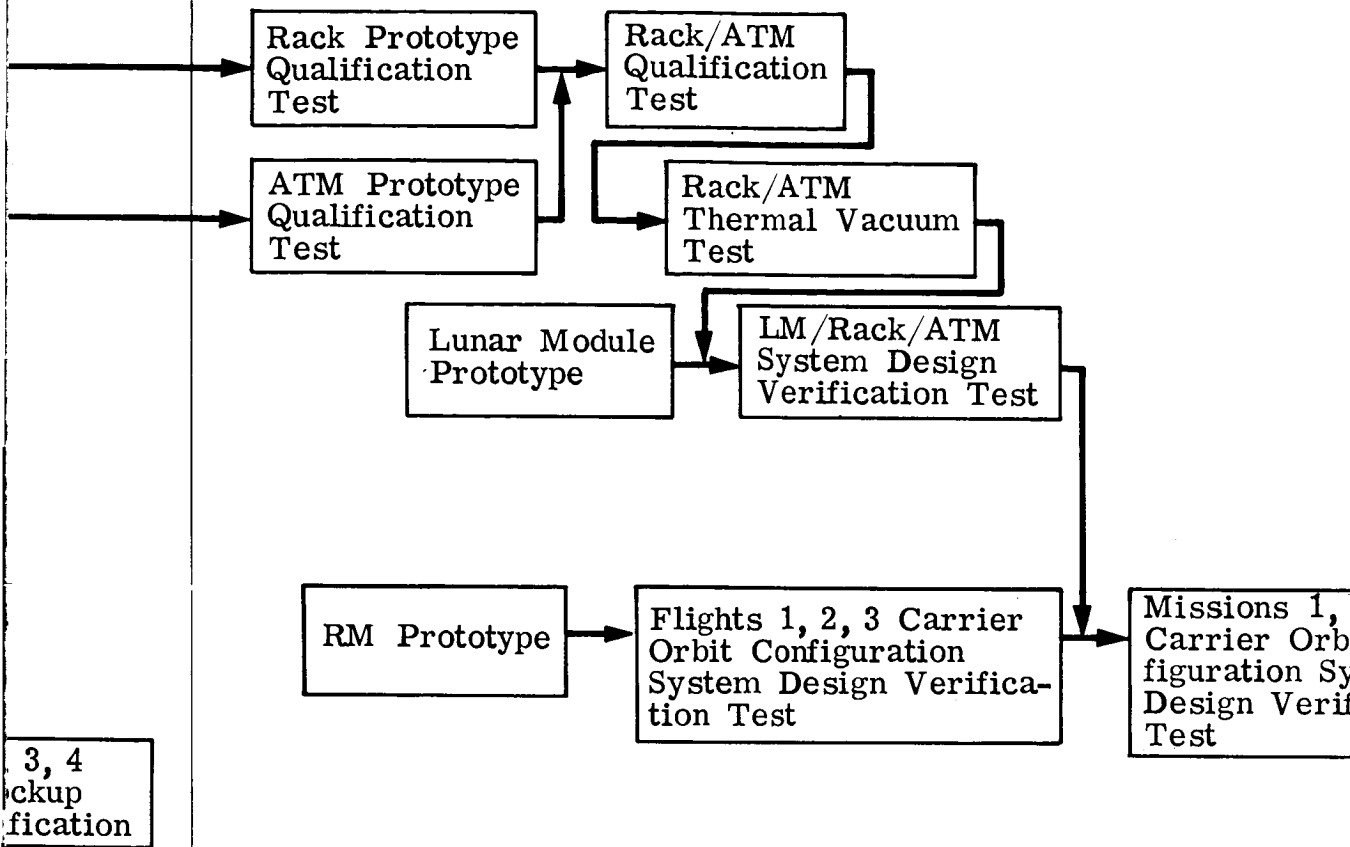 Rack Prototype
Qualification
Test
Rack/ATM
Qualification
Test
ATM Prototype
Qualification
Test
Rack/ATM
Thermal Vacuum
Test
Lunar Module
Prototype
LM/Rack/ATM
System Design
Verification Test
RM Prototype
Flights 1, 2, 3 Carrier
Orbit Configuration
System Design Verifica-
tion Test
Missions 1,
Carrier Orb
figuration Sy
Design Verif
Test
3, 4
ckup
fication